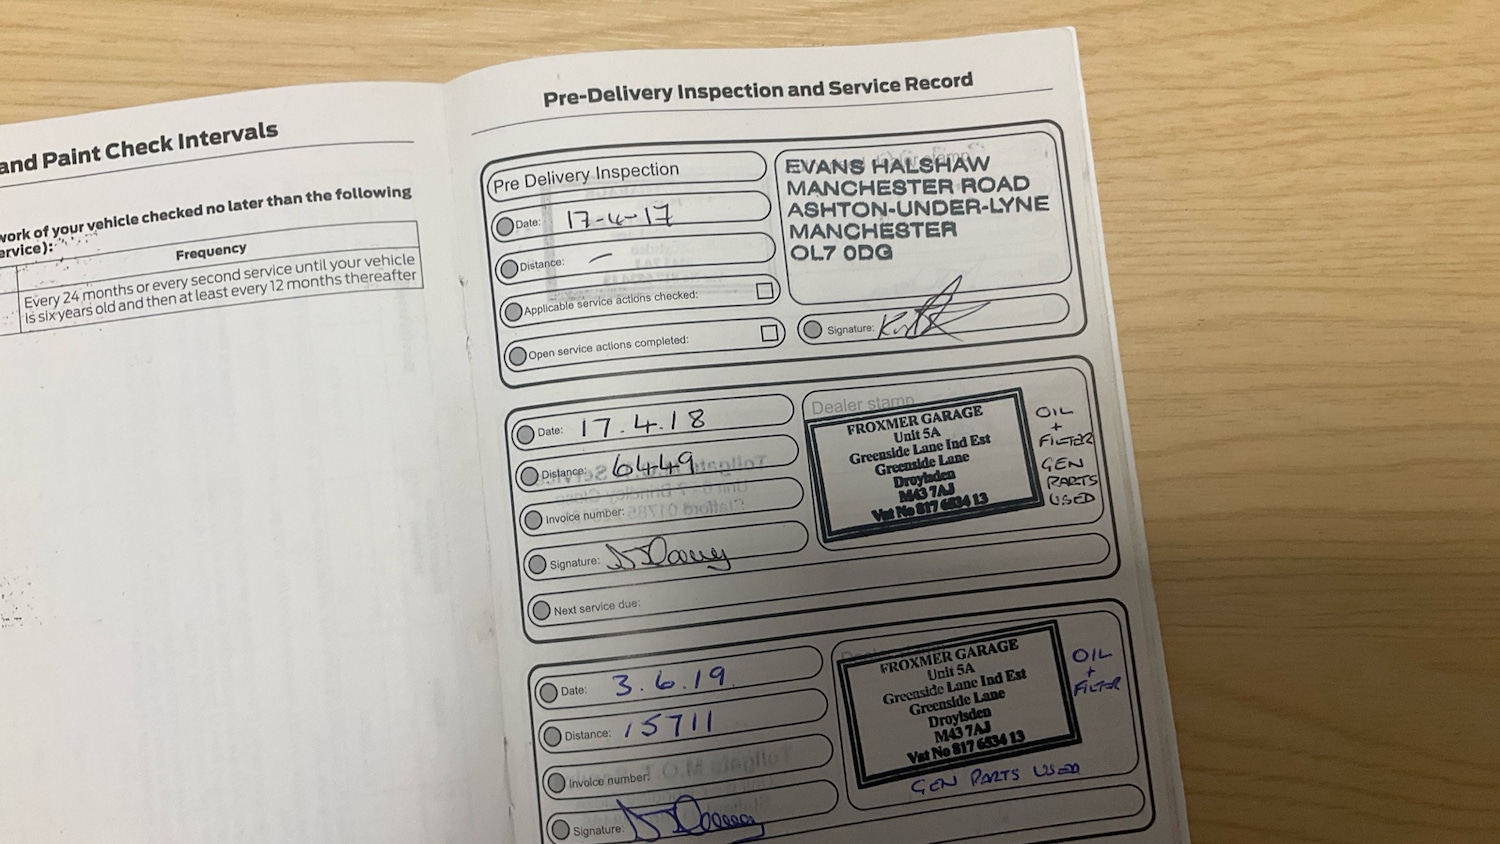 and Paint Check Intervals
work of your vehicle checked no later than the following
ervice):
Frequency
Every 24 months or every second service until your vehicle
is six years old and then at least every 12 months thereafter
Pre-Delivery Inspection and Service Record
Pre Delivery Inspection
Date: 17-4-17
Distance: —
Applicable service actions checked:
Open service actions completed:
EVANS HALSHAW
MANCHESTER ROAD
ASHTON-UNDER-LYNE
MANCHESTER
OL7 0DG
Signature:
Date: 17.4.18
Distance: 6449
Invoice number:
Signature:
Next service due:
Dealer stamp
FROXMER GARAGE
Unit 5A
Greenside Lane Ind Est
Greenside Lane
Droylsden
M43 7AJ
Vat No 817 6534 13
OIL
+
FILTER
GEN
PARTS
USED
Date: 3.6.19
Distance: 15711
Invoice number:
Signature:
FROXMER GARAGE
Unit 5A
Greenside Lane Ind Est
Greenside Lane
Droylsden
M43 7AJ
Vat No 817 6534 13
OIL
+
FILTER
GEN PARTS USED